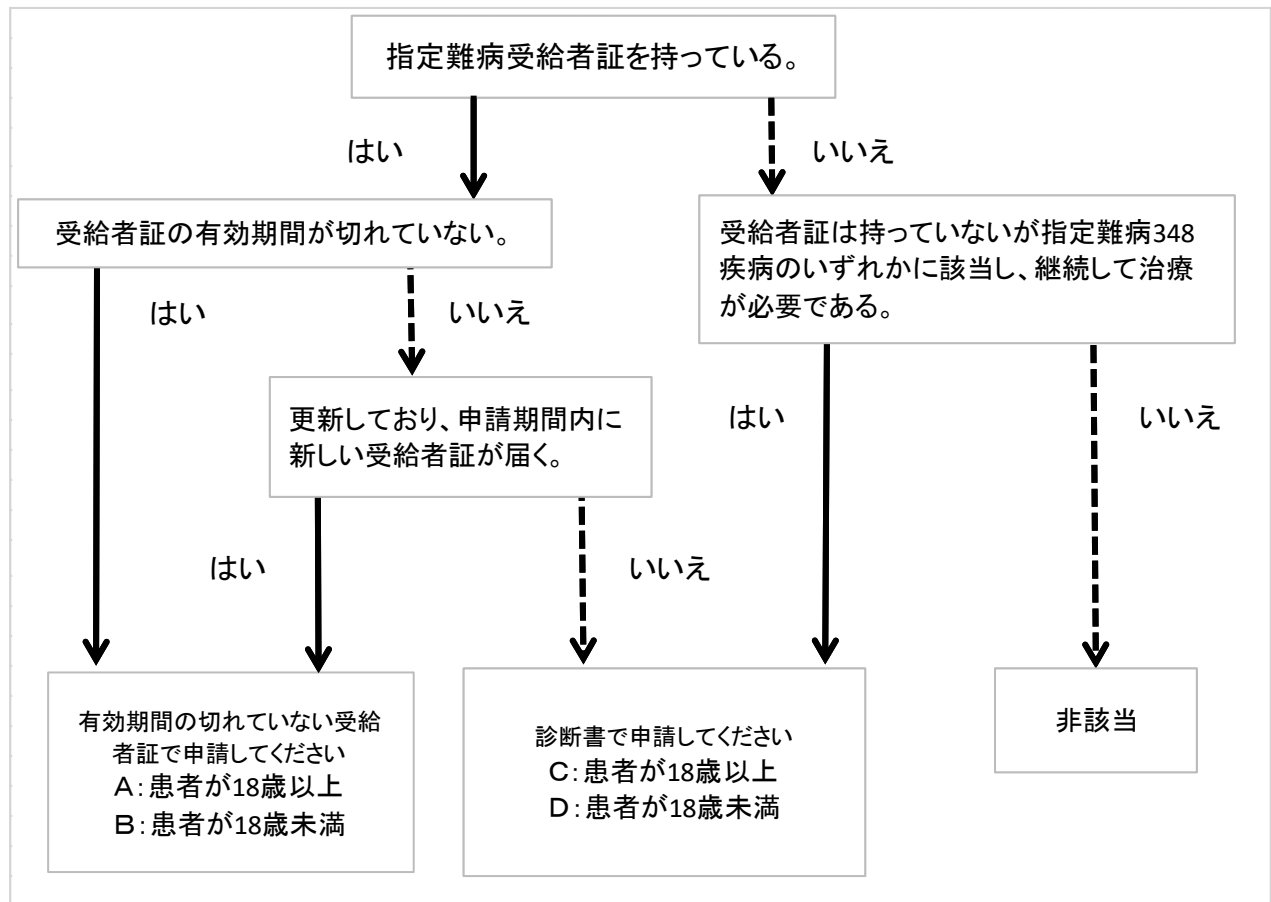 指定難病受給者証を持っている。
はい
いいえ
受給者証の有効期間が切れていない。
受給者証は持っていないが指定難病348
疾病のいずれかに該当し、継続して治療
が必要である。
はい
いいえ
更新しており、申請期間内に
新しい受給者証が届く。
はい
いいえ
はい
いいえ
有効期間の切れていない受給
者証で申請してください
A:患者が18歳以上
B:患者が18歳未満
診断書で申請してください
C:患者が18歳以上
D:患者が18歳未満
非該当